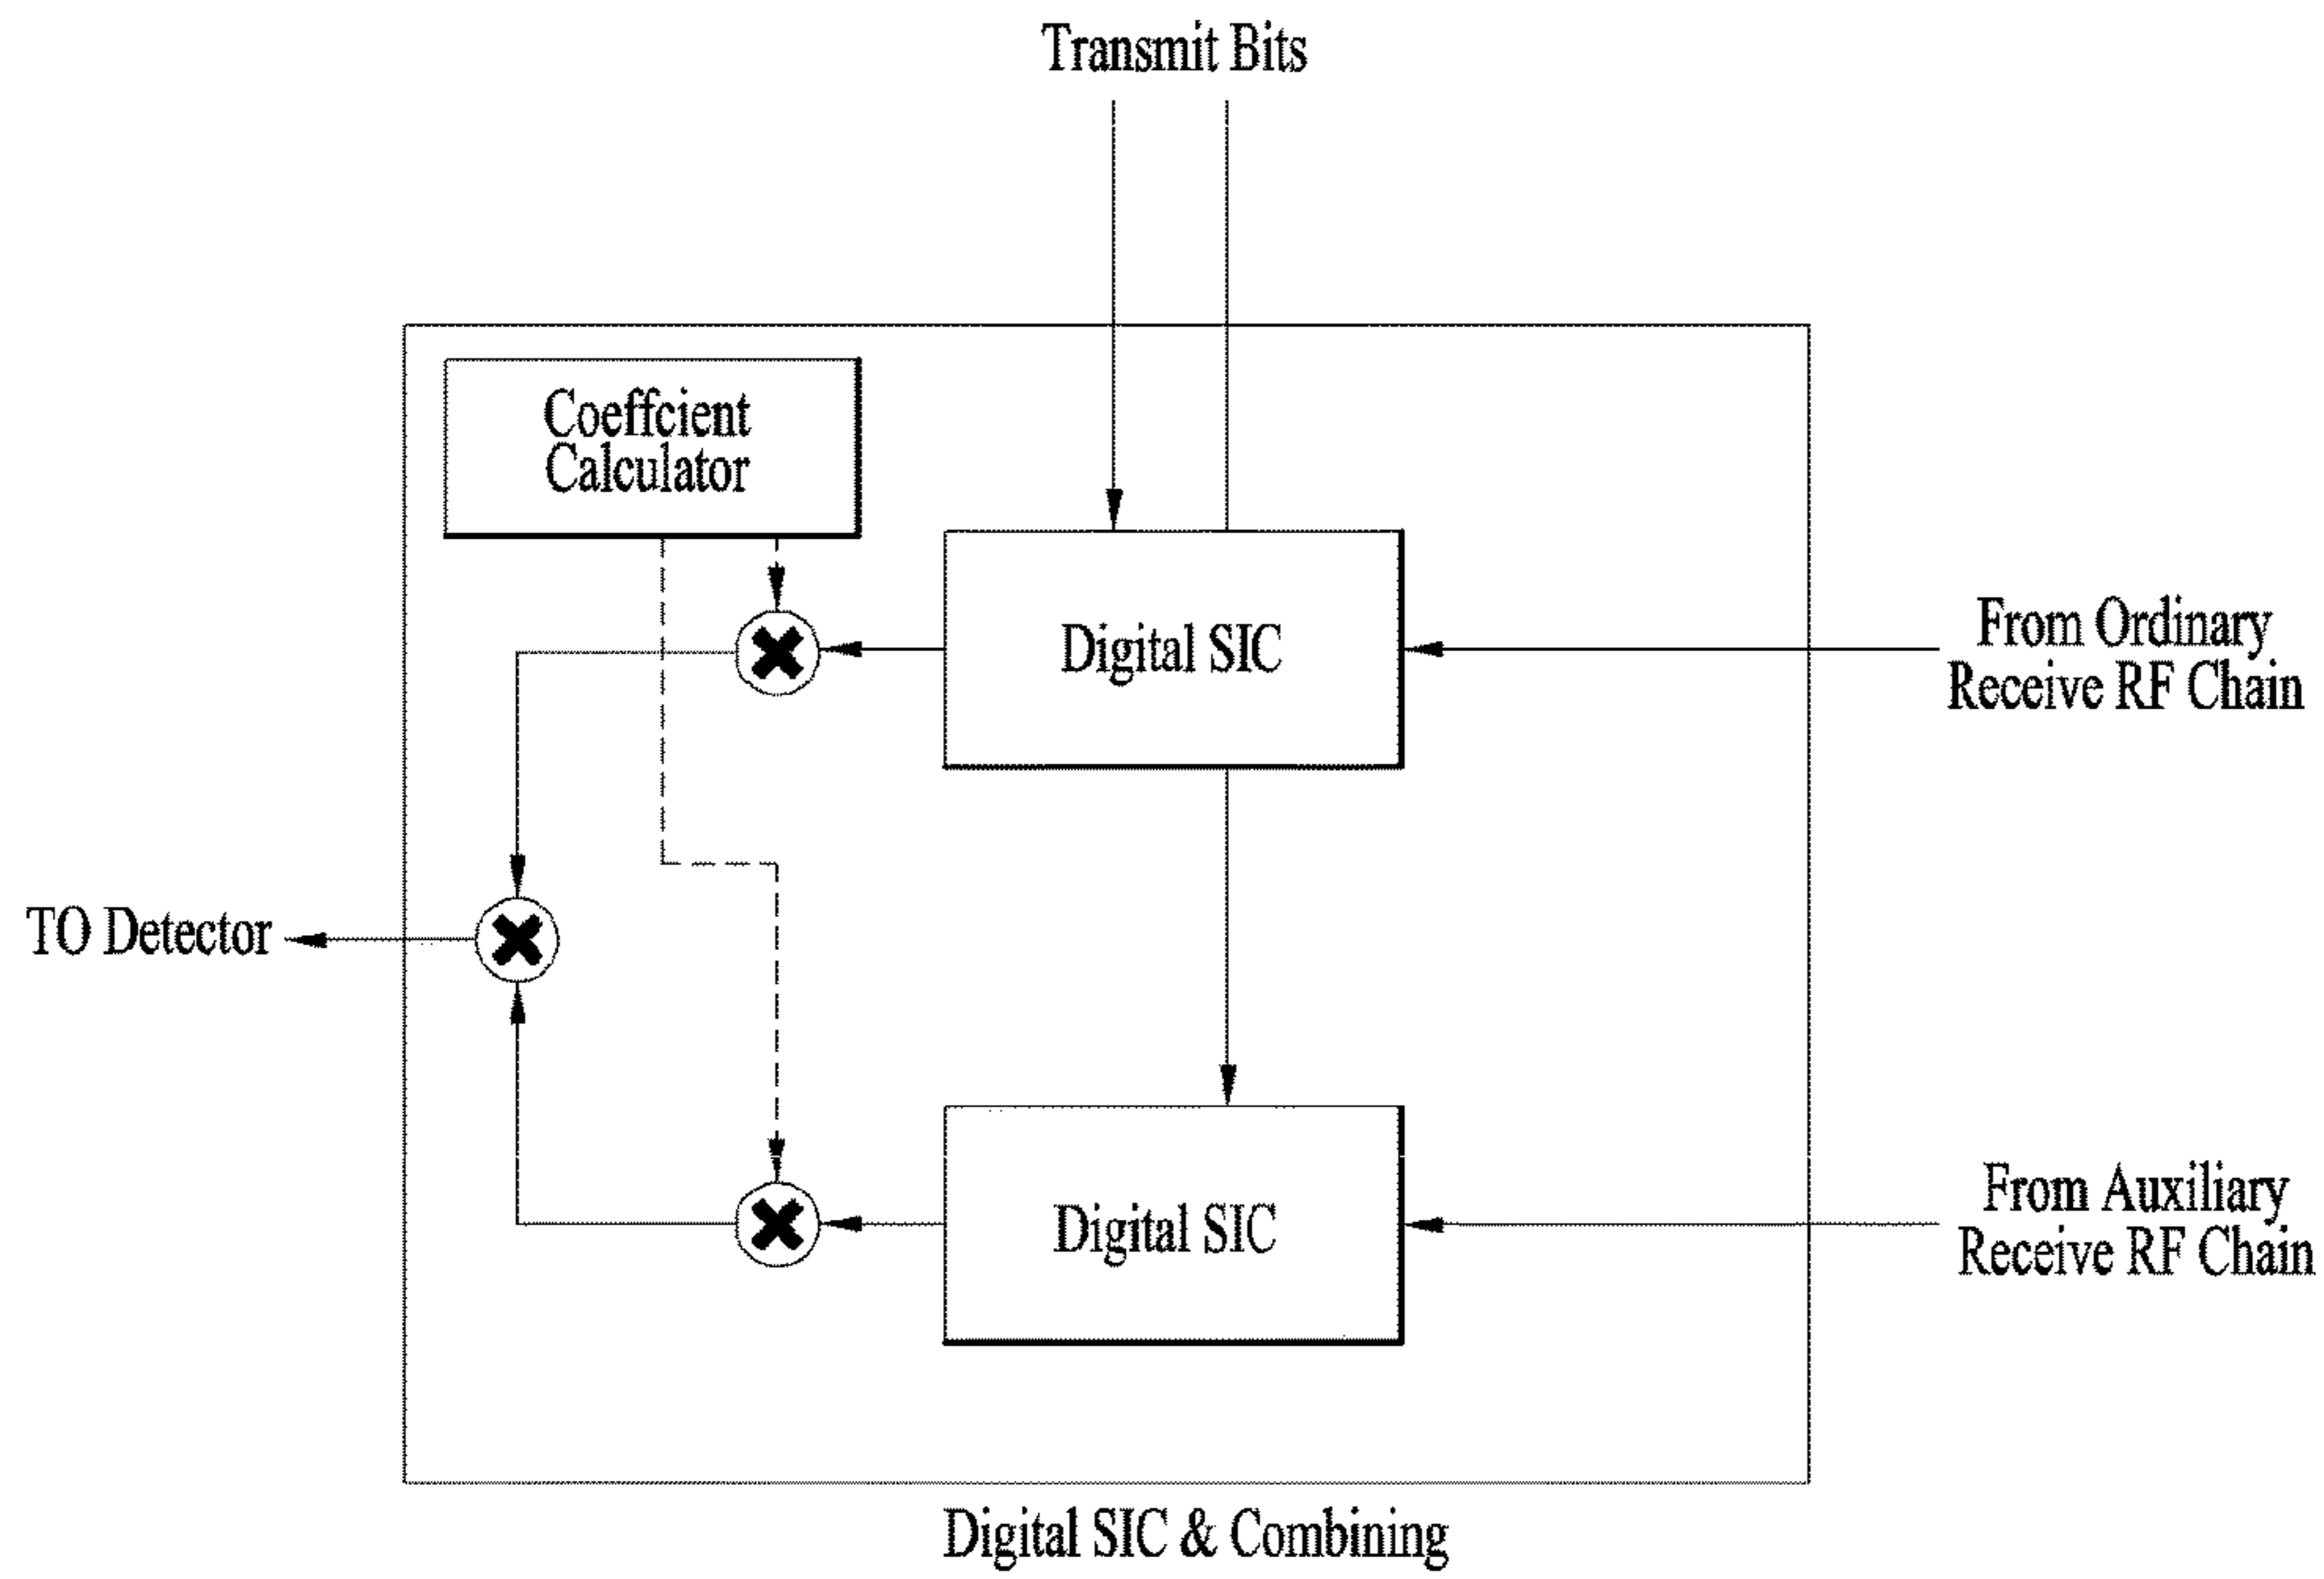 Transmit Bits
Coeffcient
Calculator
Digital SIC
From Ordinary
Receive RF Chain
TO Detector
Digital SIC
From Auxiliary
Receive RF Chain
Digital SIC & Combining